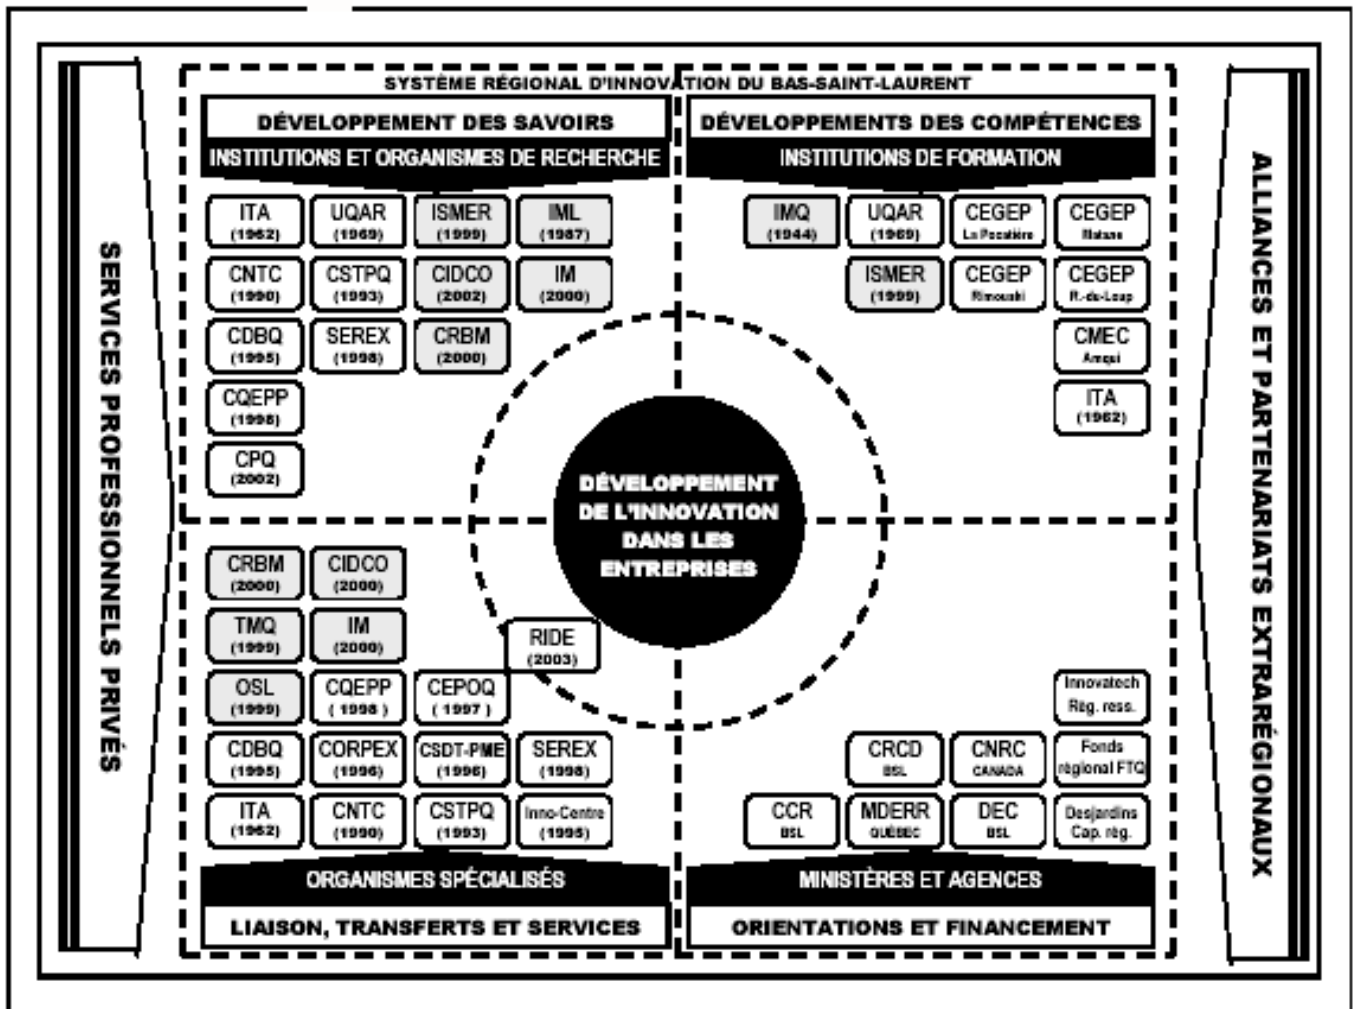 SYSTÈME RÉGIONAL D'INNOVATION DU BAS-SAINT-LAURENT
SERVICES PROFESSIONNELS PRIVÉS
DÉVELOPPEMENT DES SAVOIRS
INSTITUTIONS ET ORGANISMES DE RECHERCHE
ITA
(1962)
UQAR
(1969)
ISMER
(1999)
IML
(1987)
CNTC
(1990)
CSTPQ
(1993)
CIDCO
(2002)
IM
(2000)
CDBQ
(1995)
SEREX
(1998)
CRBM
(2000)
CQEPP
(1998)
CPQ
(2002)
DÉVELOPPEMENTS DES COMPÉTENCES
INSTITUTIONS DE FORMATION
IMQ
(1944)
UQAR
(1969)
CEGEP
La Pocatière
CEGEP
Matane
ISMER
(1999)
CEGEP
Rimouski
CEGEP
R.-du-Loup
CMEC
Amqui
ITA
(1962)
DÉVELOPPEMENT
DE L'INNOVATION
DANS LES
ENTREPRISES
CRBM
(2000)
CIDCO
(2000)
TMQ
(1999)
IM
(2000)
RIDE
(2003)
OSL
(1999)
CQEPP
( 1998 )
CEPOQ
( 1997 )
CDBQ
(1995)
CORPEX
(1996)
CSDT-PME
(1996)
SEREX
(1998)
ITA
(1962)
CNTC
(1990)
CSTPQ
(1993)
Inno-Centre
(1995)
ORGANISMES SPÉCIALISÉS
LIAISON, TRANSFERTS ET SERVICES
Innovatech
Rég. ress.
CRCD
BSL
CNRC
CANADA
Fonds
régional FTQ
CCR
BSL
MDERR
QUÉBEC
DEC
BSL
Desjardins
Cap. rég.
MINISTÈRES ET AGENCES
ORIENTATIONS ET FINANCEMENT
ALLIANCES ET PARTENARIATS EXTRARÉGIONAUX